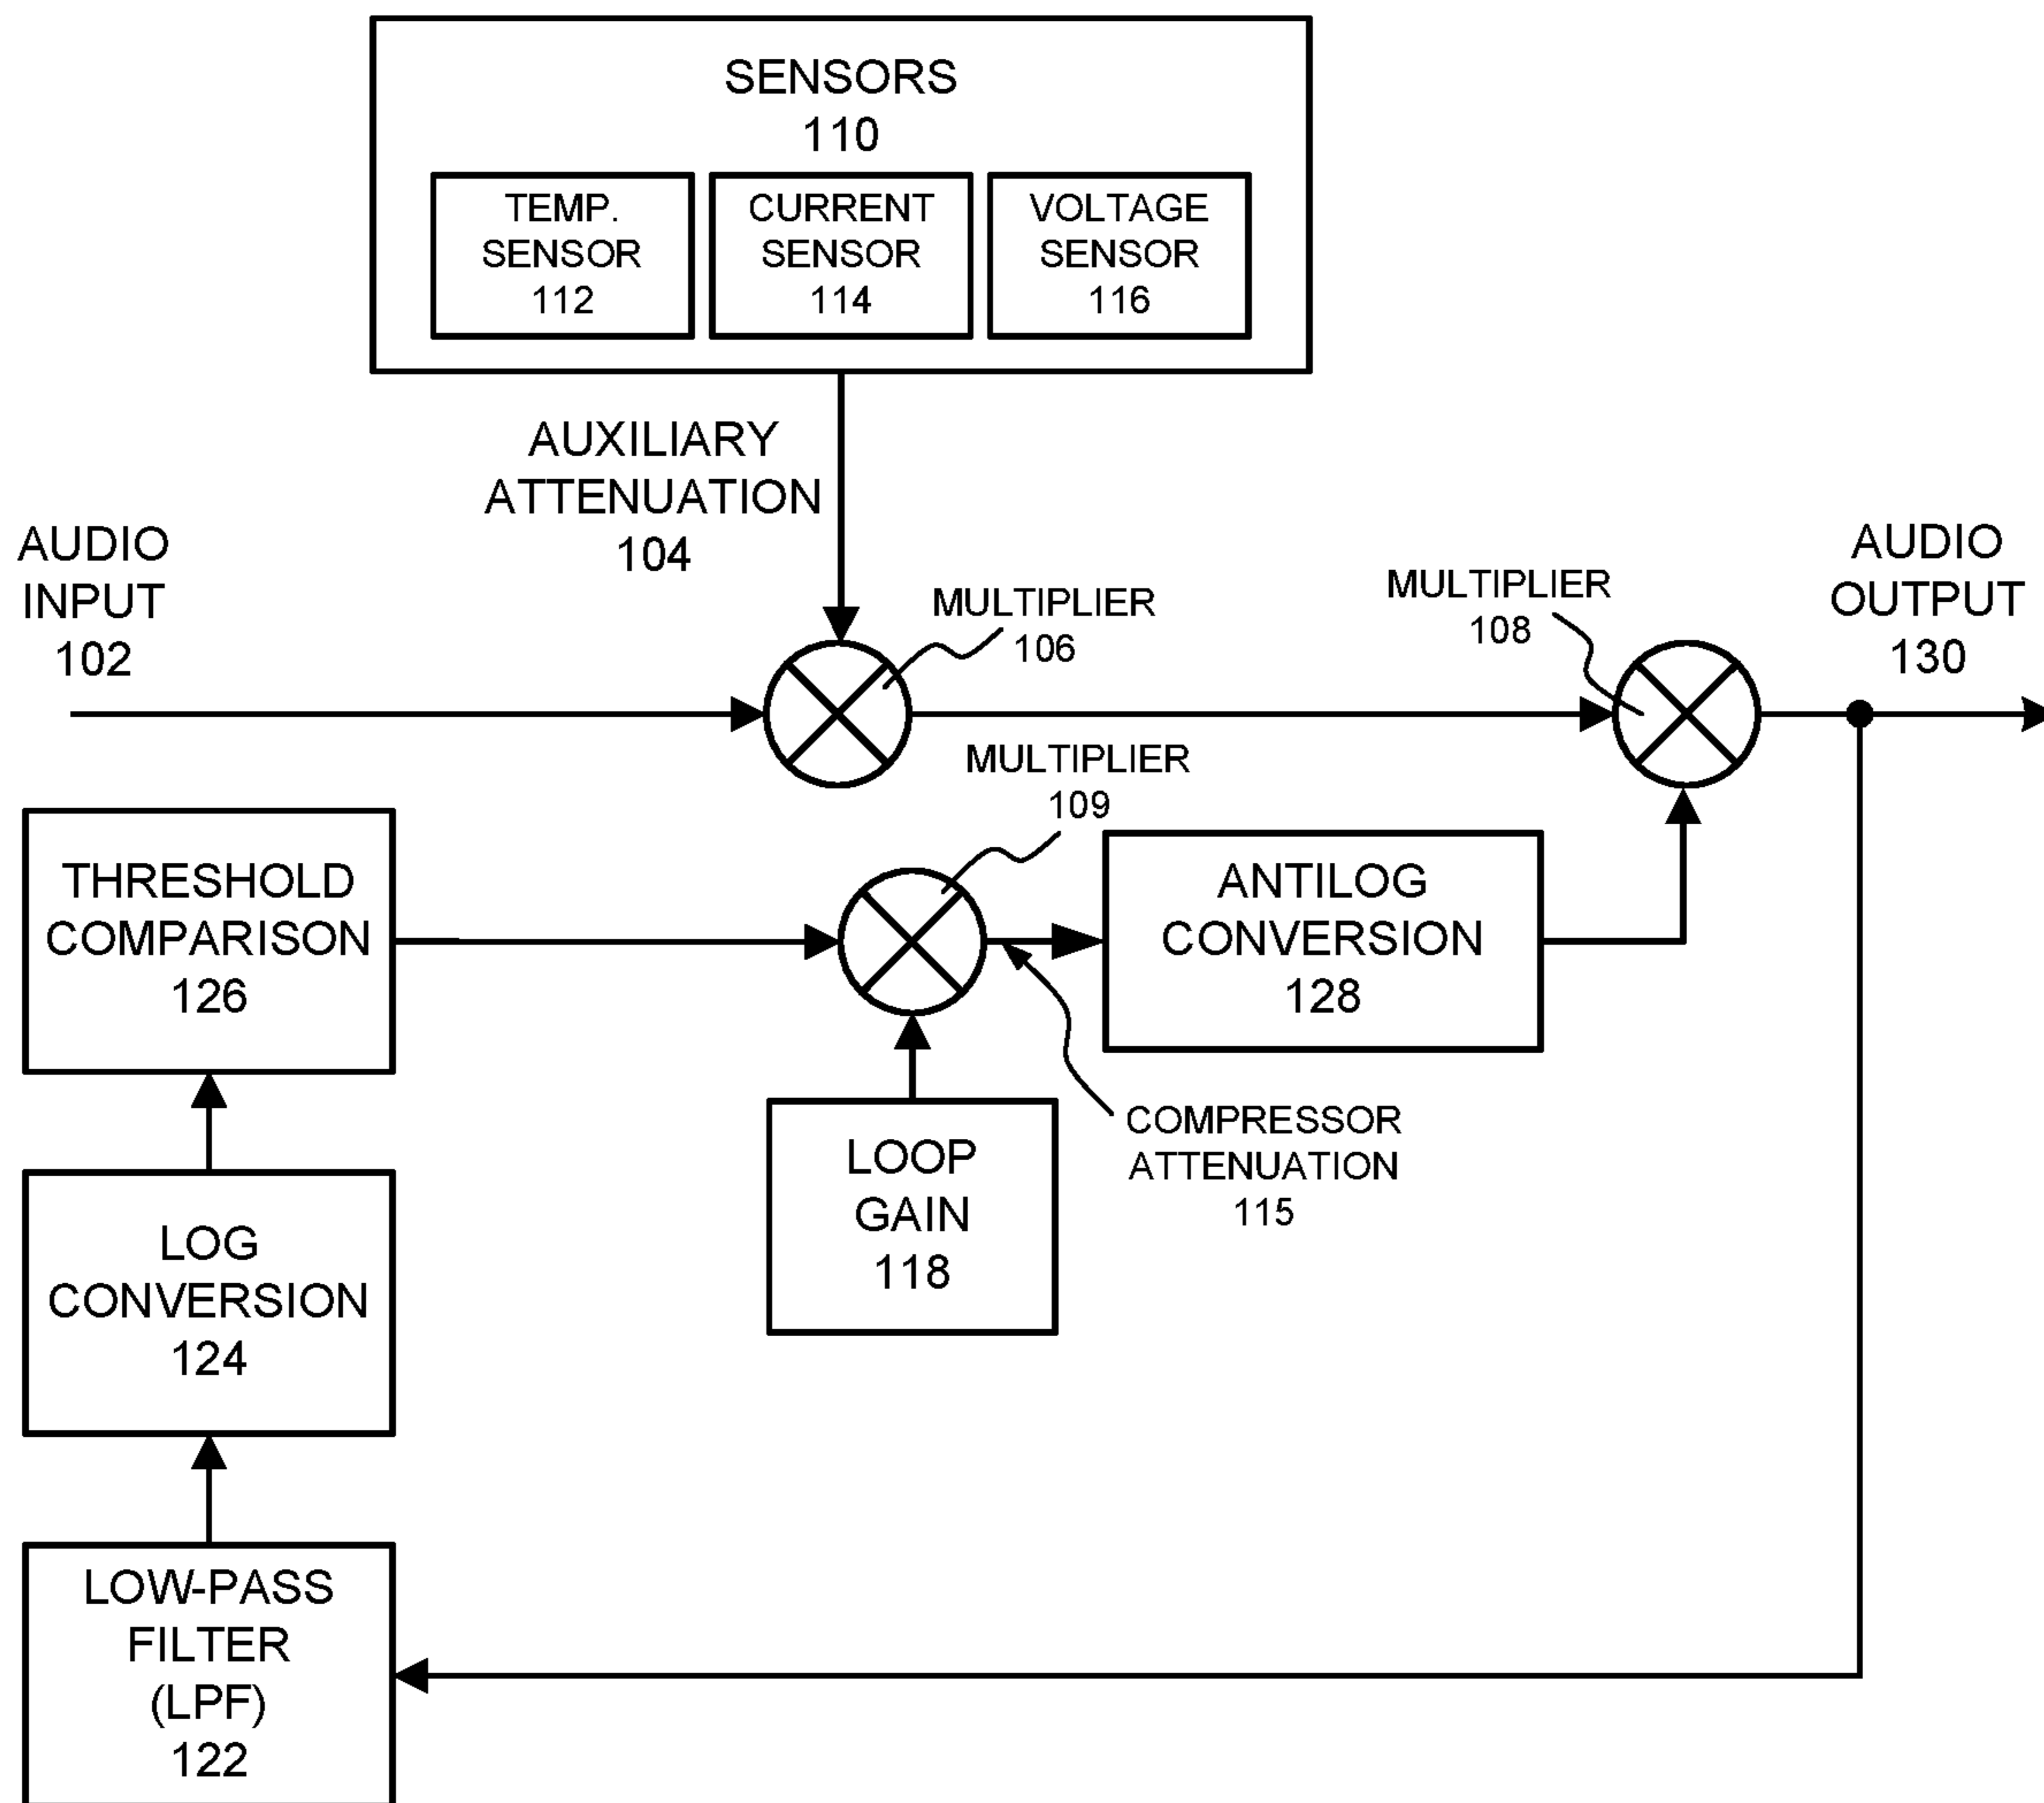 SENSORS
110
TEMP.
SENSOR
112
CURRENT
SENSOR
114
VOLTAGE
SENSOR
116
AUXILIARY
ATTENUATION
104
AUDIO
INPUT
102
MULTIPLIER
106
MULTIPLIER
108
AUDIO
OUTPUT
130
MULTIPLIER
109
THRESHOLD
COMPARISON
126
ANTILOG
CONVERSION
128
LOOP
GAIN
118
COMPRESSOR
ATTENUATION
115
LOG
CONVERSION
124
LOW-PASS
FILTER
(LPF)
122